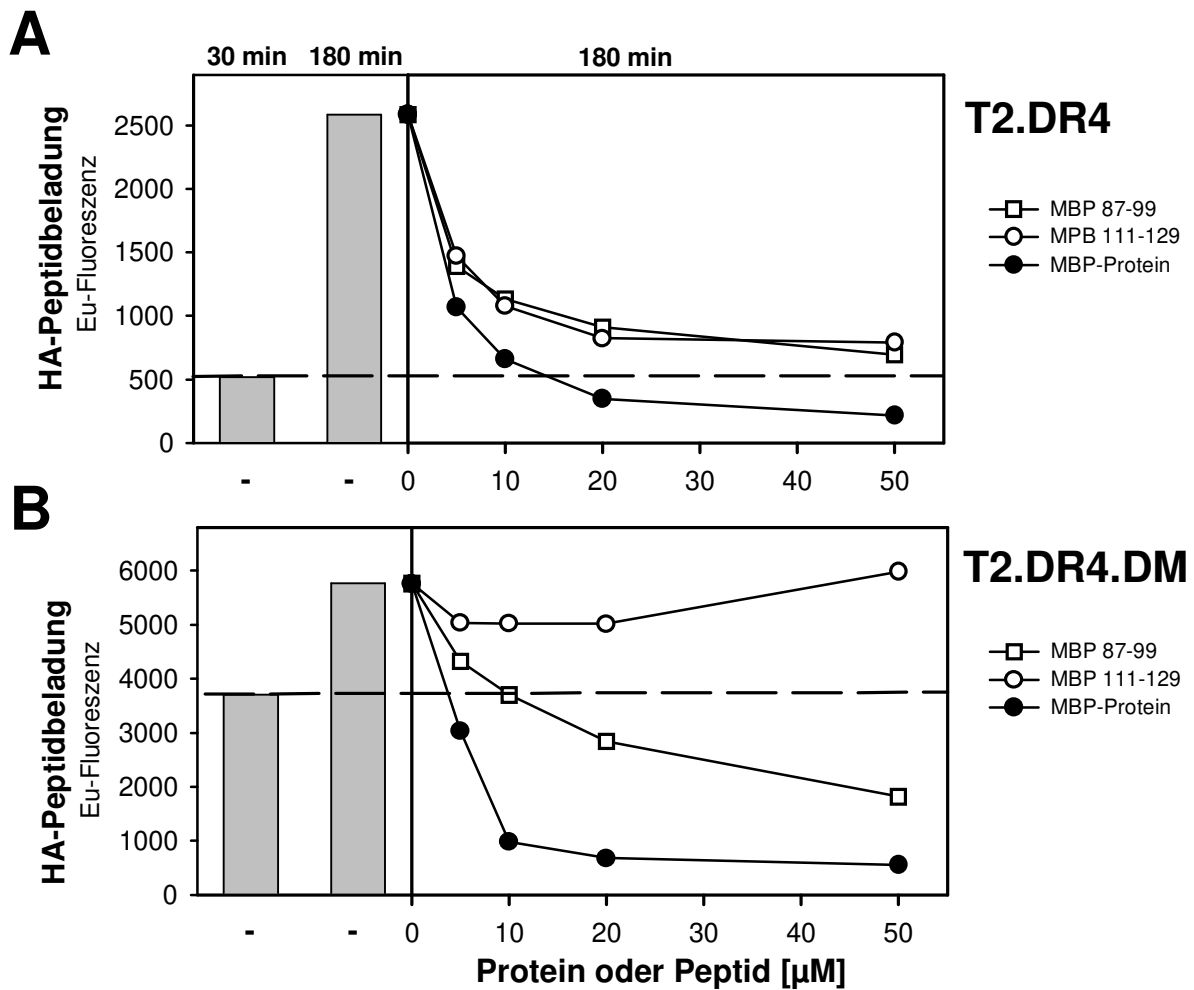 A
30 min 180 min 180 min
T2.DR4
HA-Peptidbeladung
Eu-Fluoreszenz
2500
2000
1500
1000
500
0
- - 0 10 20 30 40 50
MBP 87-99
MPB 111-129
MBP-Protein
B
T2.DR4.DM
HA-Peptidbeladung
Eu-Fluoreszenz
6000
5000
4000
3000
2000
1000
0
- - 0 10 20 30 40 50
Protein oder Peptid [µM]
MBP 87-99
MBP 111-129
MBP-Protein